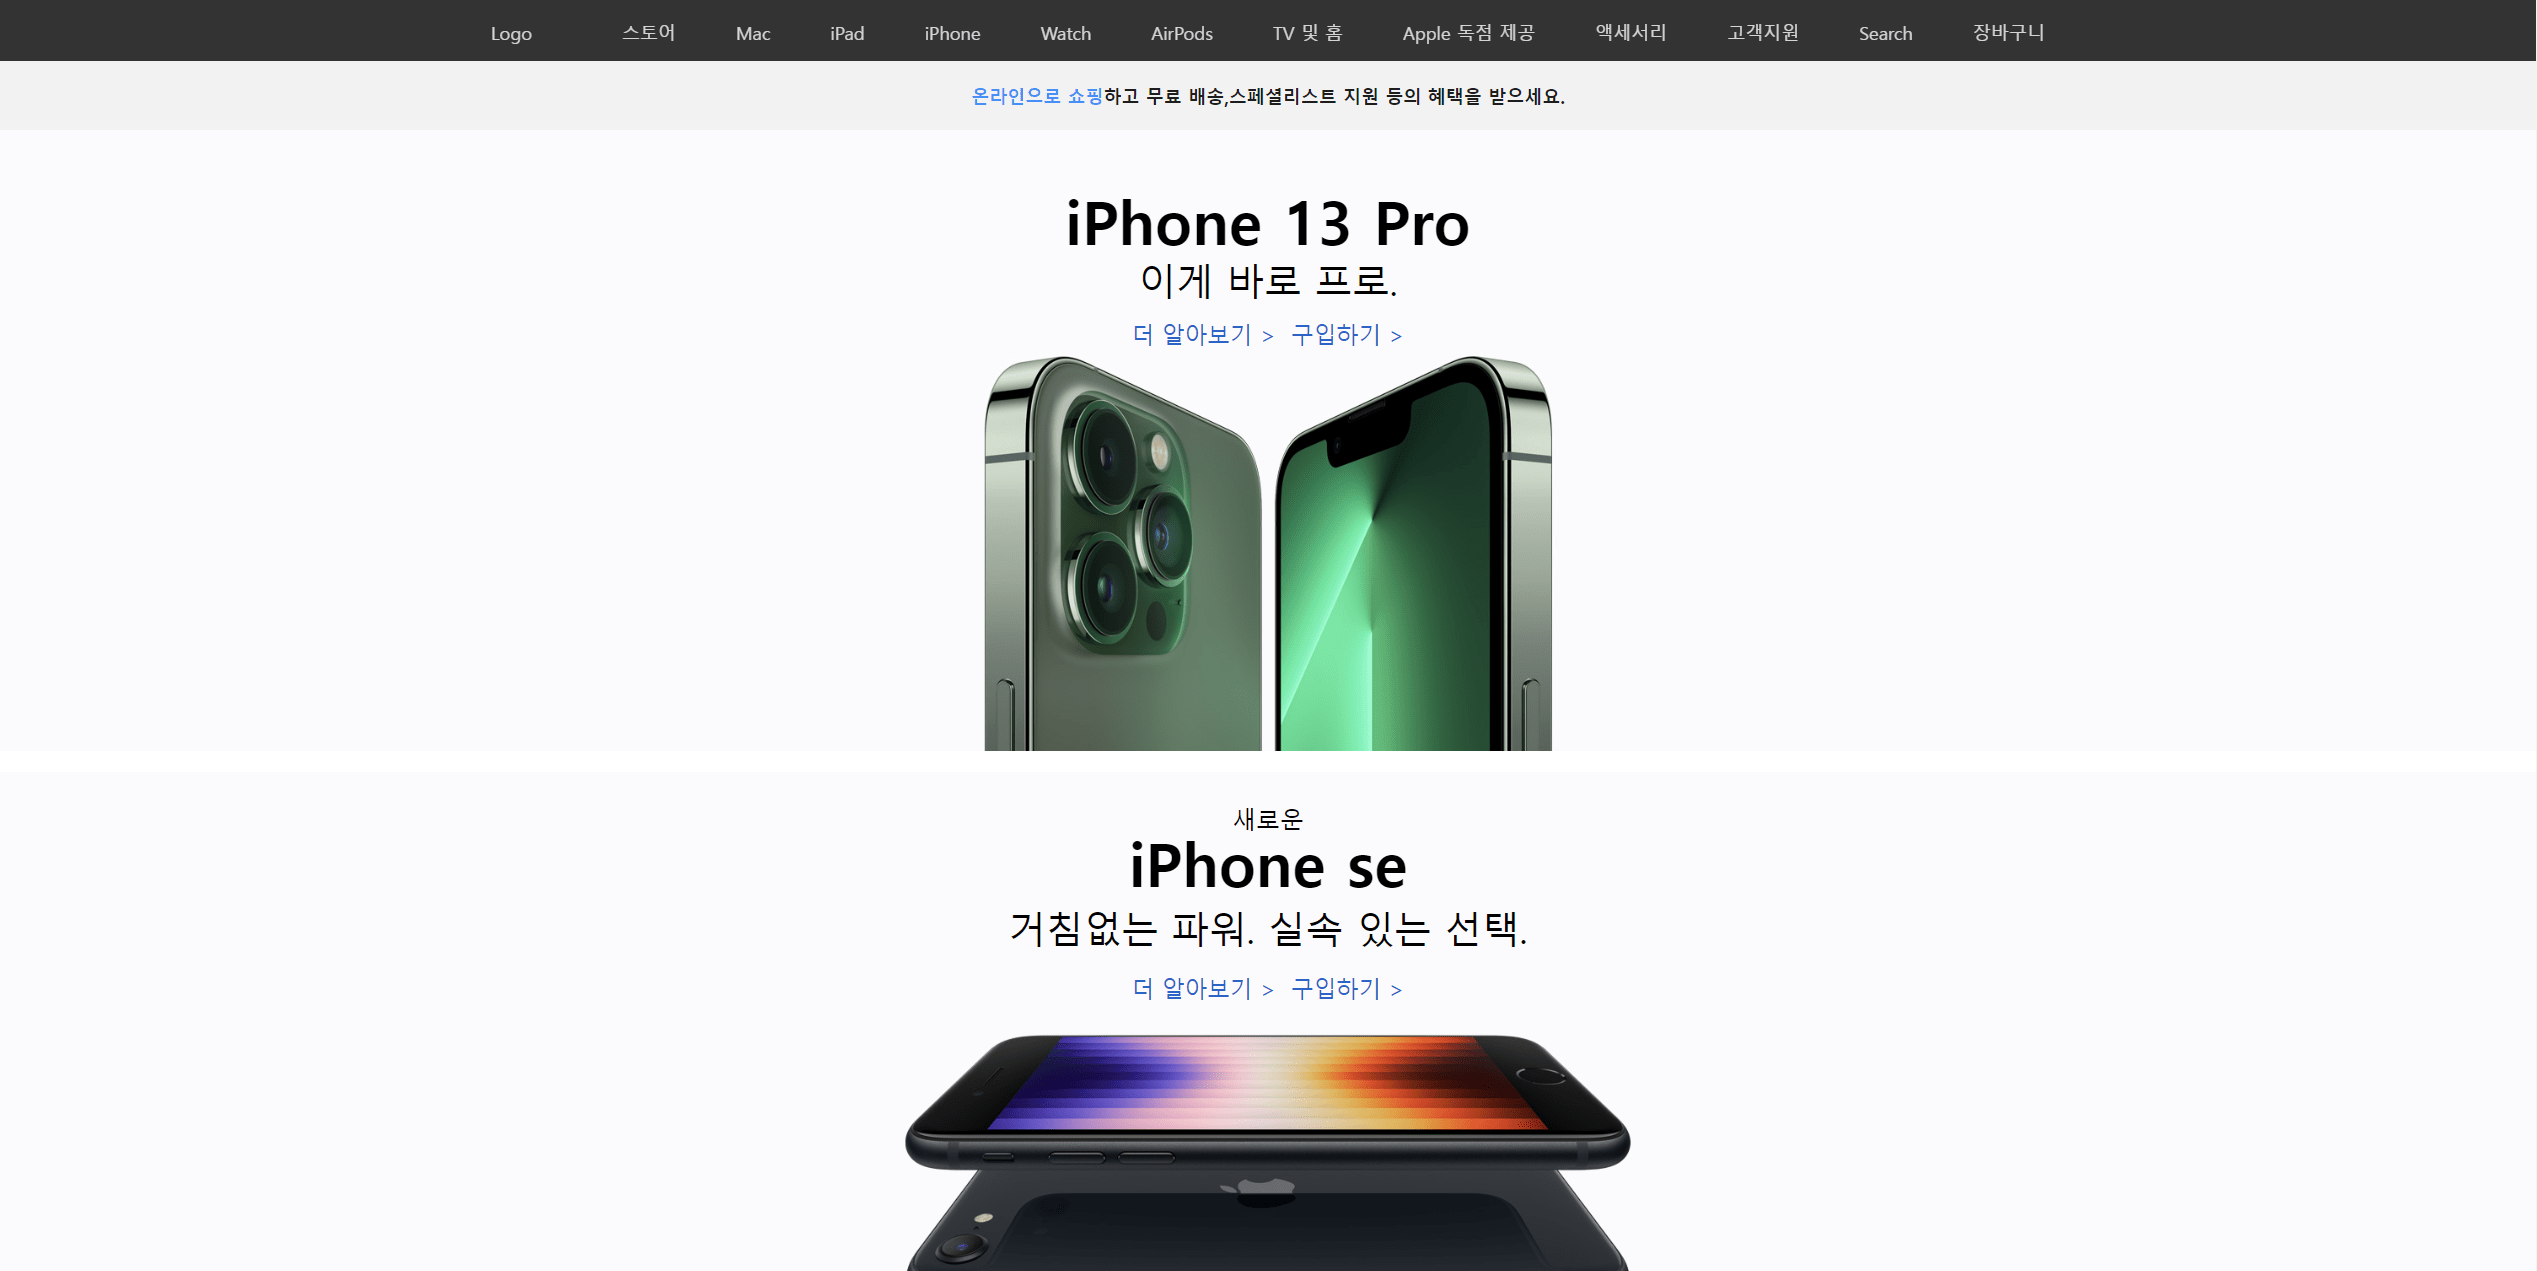 Logo 스토어 Mac iPad iPhone Watch AirPods TV 및 홈 Apple 독점 제공 액세서리 고객지원 Search 장바구니
온라인으로 쇼핑하고 무료 배송,스페셜리스트 지원 등의 혜택을 받으세요.
iPhone 13 Pro
이게 바로 프로.
더 알아보기 > 구입하기 >
새로운
iPhone se
거침없는 파워. 실속 있는 선택.
더 알아보기 > 구입하기 >